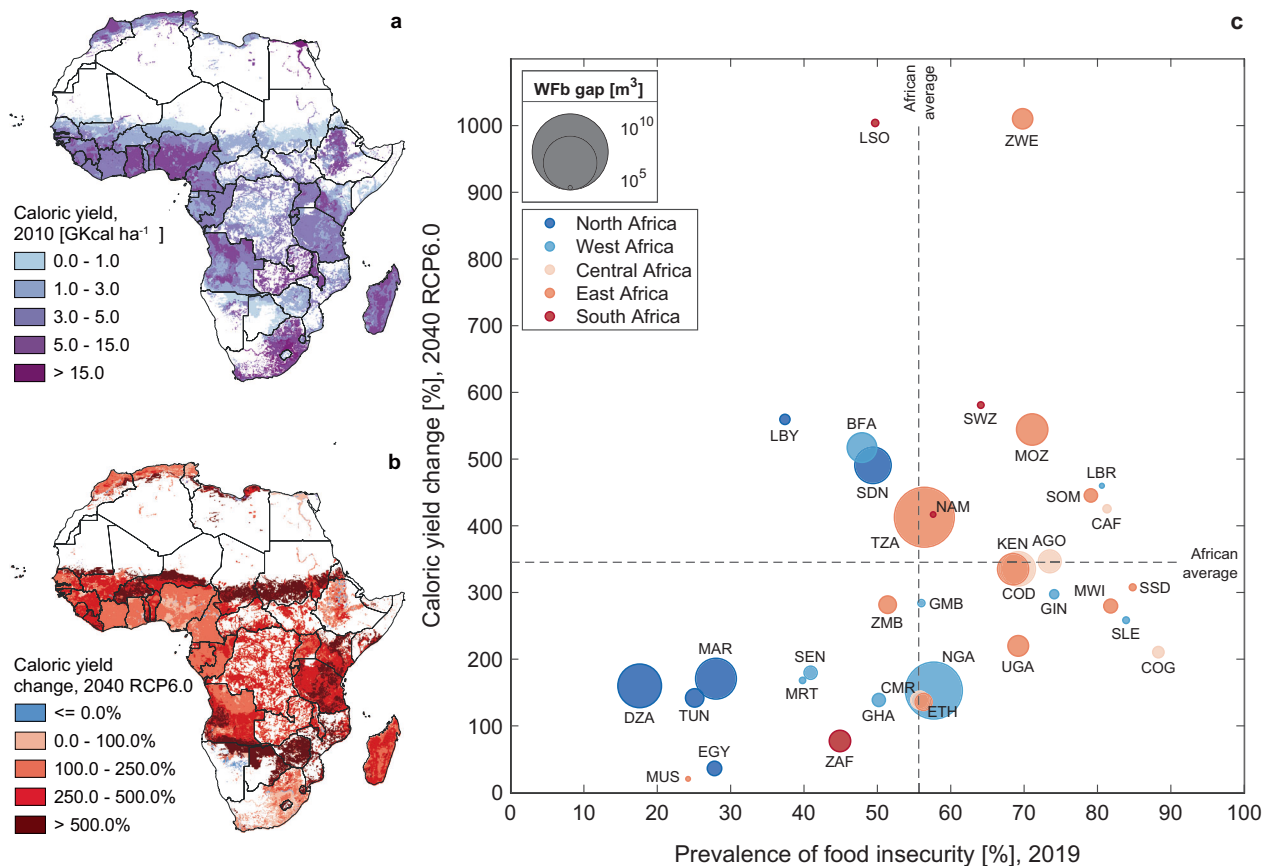 a
Caloric yield,
2010 [GKcal ha⁻¹ ]
0.0 - 1.0
1.0 - 3.0
3.0 - 5.0
5.0 - 15.0
> 15.0
b
Caloric yield
change, 2040 RCP6.0
<= 0.0%
0.0 - 100.0%
100.0 - 250.0%
250.0 - 500.0%
> 500.0%
c
Caloric yield change [%], 2040 RCP6.0
1000
900
800
700
600
500
400
300
200
100
0
WFb gap [m³]
10¹⁰
10⁵
North Africa
West Africa
Central Africa
East Africa
South Africa
African
average
LSO
ZWE
LBY
BFA
SDN
SWZ
MOZ
LBR
SOM
CAF
NAM
TZA
KEN
AGO
COD
African
average
GIN
MWI
SSD
SLE
GMB
ZMB
UGA
COG
MAR
DZA
TUN
SEN
MRT
GHA
CMR
NGA
ETH
EGY
MUS
ZAF
0
10
20
30
40
50
60
70
80
90
100
Prevalence of food insecurity [%], 2019